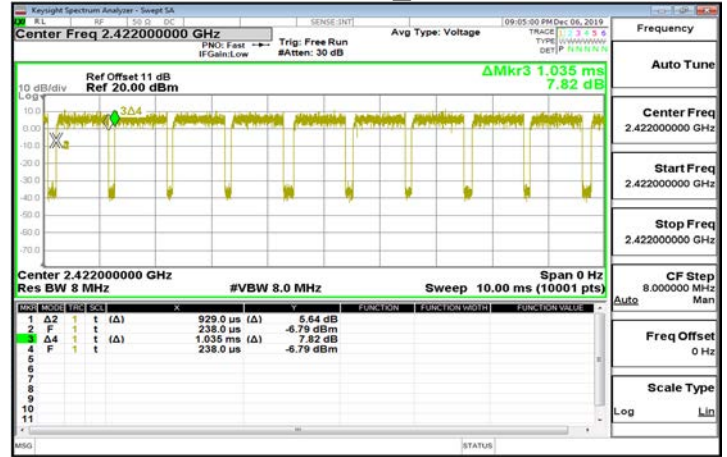 Keysight Spectrum Analyzer - Swept SA
RL RF 50 Ω DC SENSE:INT 09:05:00 PM Dec 06, 2019
Center Freq 2.422000000 GHz
Avg Type: Voltage
TRACE 1 2 3 4 5 6
PNO: Fast Trig: Free Run
TYPE
IFGain:Low #Atten: 30 dB
DET P N N N N N
ΔMkr3 1.035 ms
7.82 dB
Ref Offset 11 dB
10 dB/div Ref 20.00 dBm
Log
3Δ4
10.0
0.00
-10.0
-20.0
-30.0
-40.0
-50.0
-60.0
-70.0
Center 2.422000000 GHz Span 0 Hz
Res BW 8 MHz #VBW 8.0 MHz Sweep 10.00 ms (10001 pts)
MKR MODE TRC SCL X Y FUNCTION FUNCTION WIDTH FUNCTION VALUE
1 Δ2 1 t (Δ) 929.0 µs (Δ) 5.64 dB
2 F 1 t 238.0 µs -6.79 dBm
3 Δ4 1 t (Δ) 1.035 ms (Δ) 7.82 dB
4 F 1 t 238.0 µs -6.79 dBm
5
6
7
8
9
10
11
MSG STATUS
Frequency
Auto Tune
Center Freq
2.422000000 GHz
Start Freq
2.422000000 GHz
Stop Freq
2.422000000 GHz
CF Step
8.000000 MHz
Auto Man
Freq Offset
0 Hz
Scale Type
Log Lin